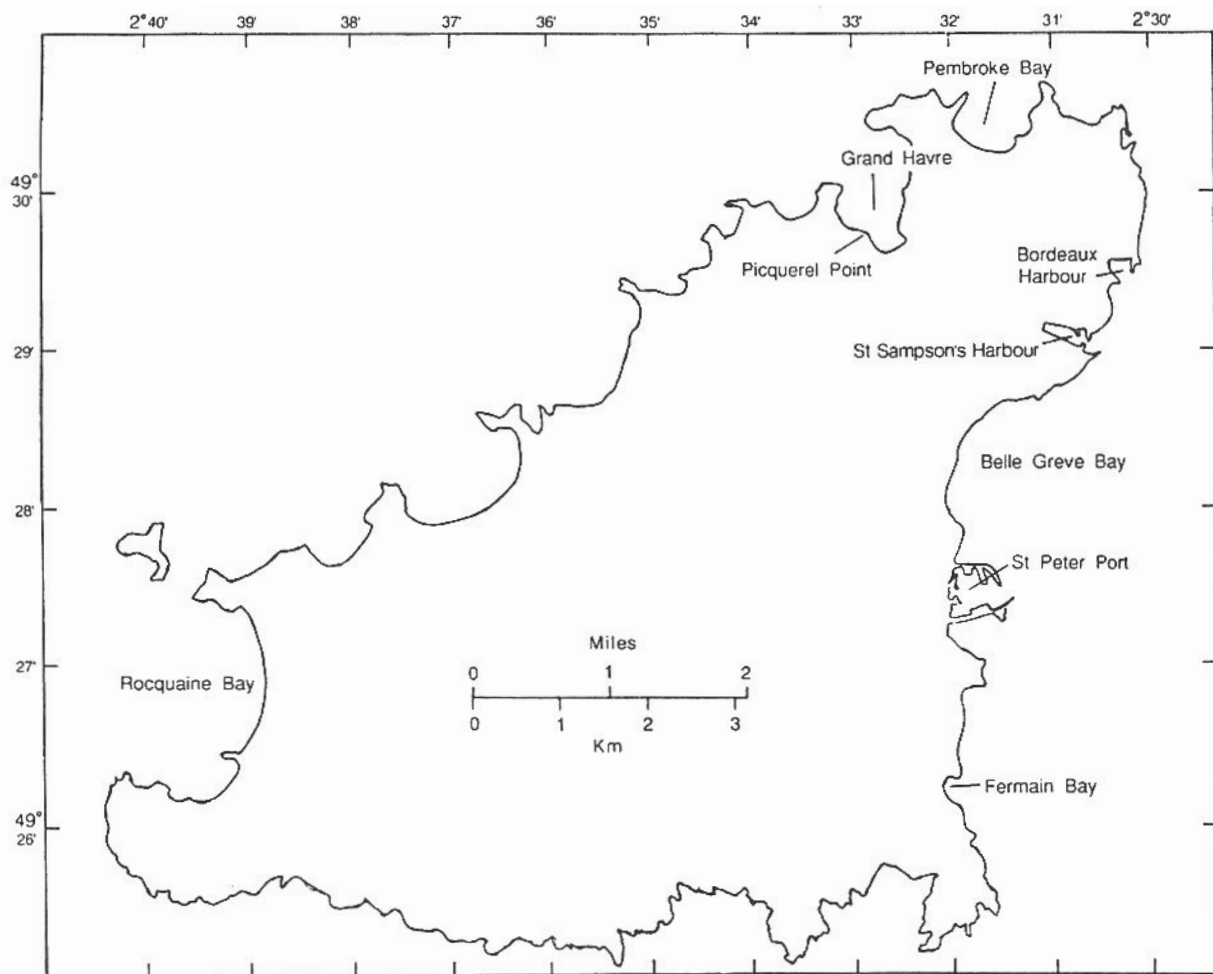 2° 40' 39' 38' 37' 36' 35' 34' 33' 32' 31' 2° 30'
Pembroke Bay
Grand Havre
49°
30'
Picquerel Point
Bordeaux
Harbour
29'
St Sampson's Harbour
Belle Greve Bay
28'
St Peter Port
27'
Rocquaine Bay
Miles
0 1 2
0 1 2 3
Km
Fermain Bay
49°
26'